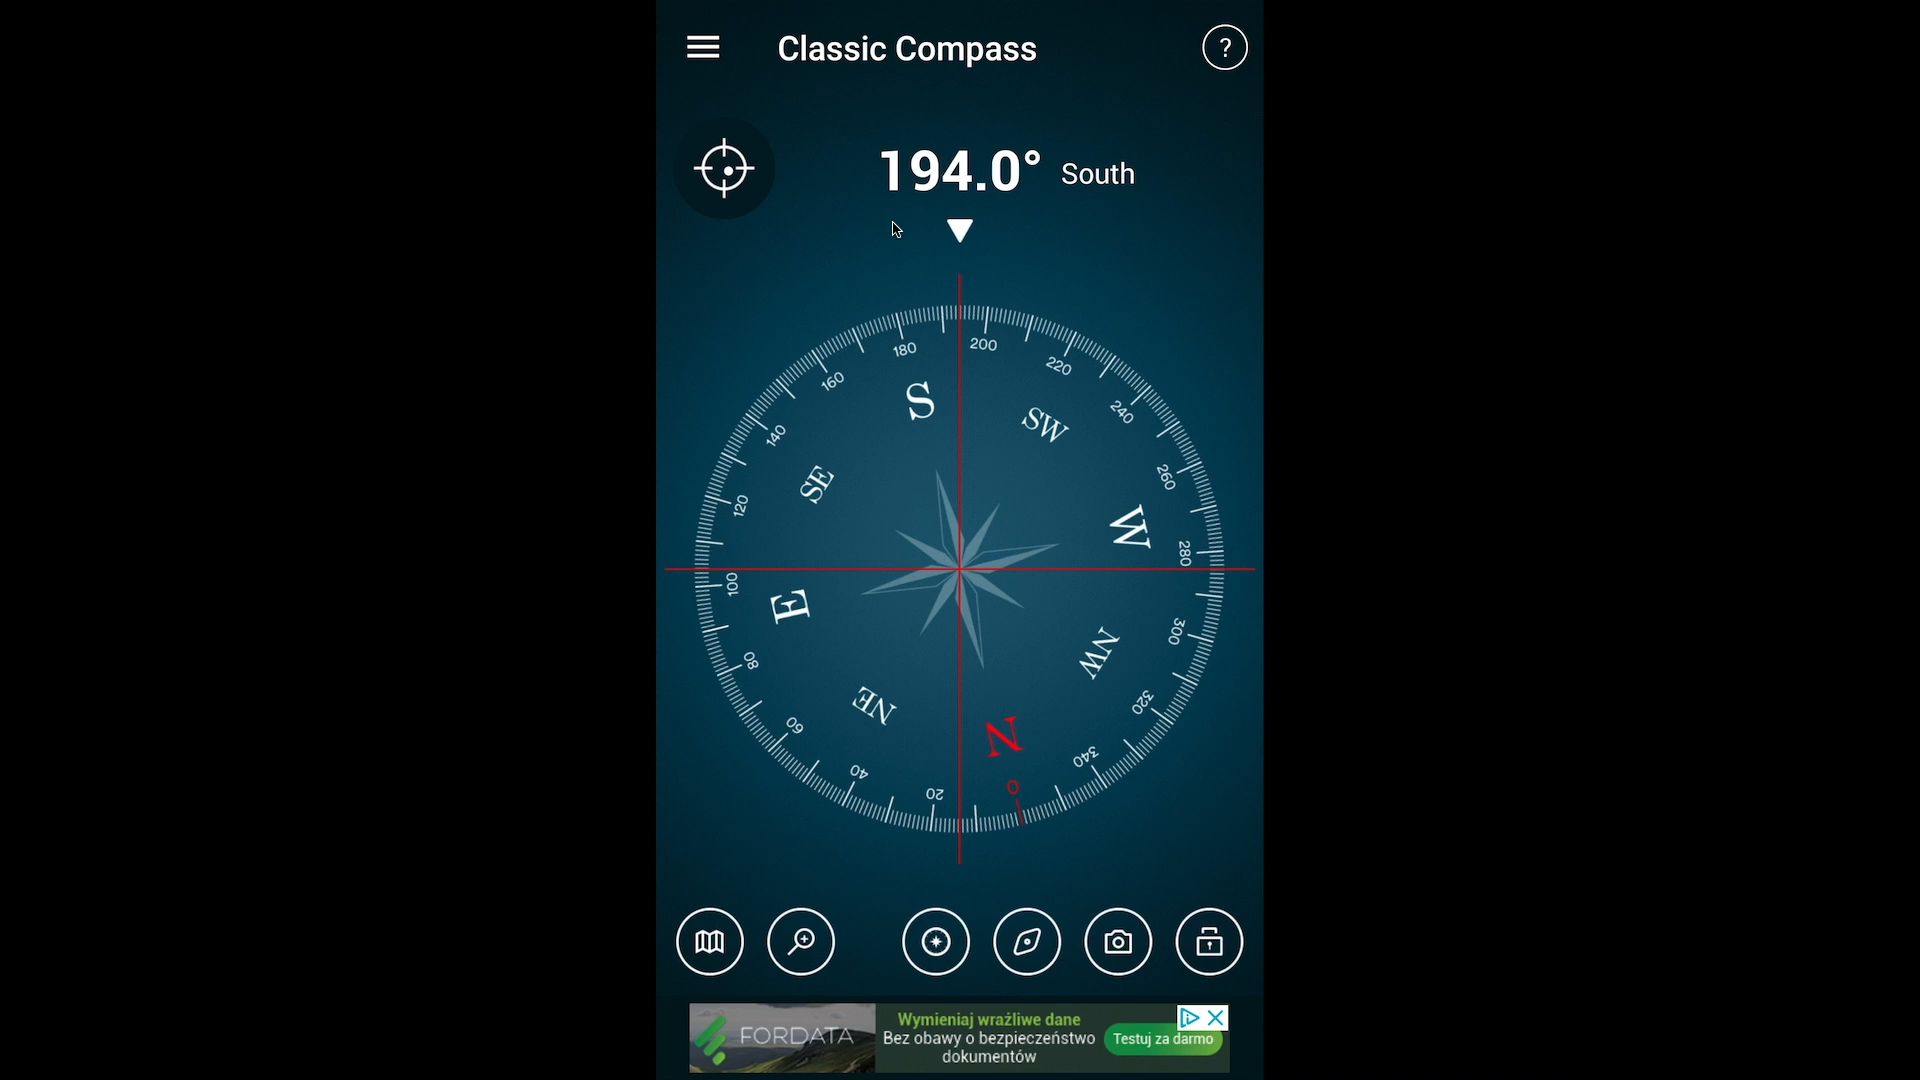 Classic Compass
?
194.0° South
180
200
160
220
S
140
240
SW
SE
260
120
W
280
100
E
300
NW
80
NE
320
60
N
340
40
0
20
FORDATA
Wymieniaj wrażliwe dane
Bez obawy o bezpieczeństwo
dokumentów
Testuj za darmo